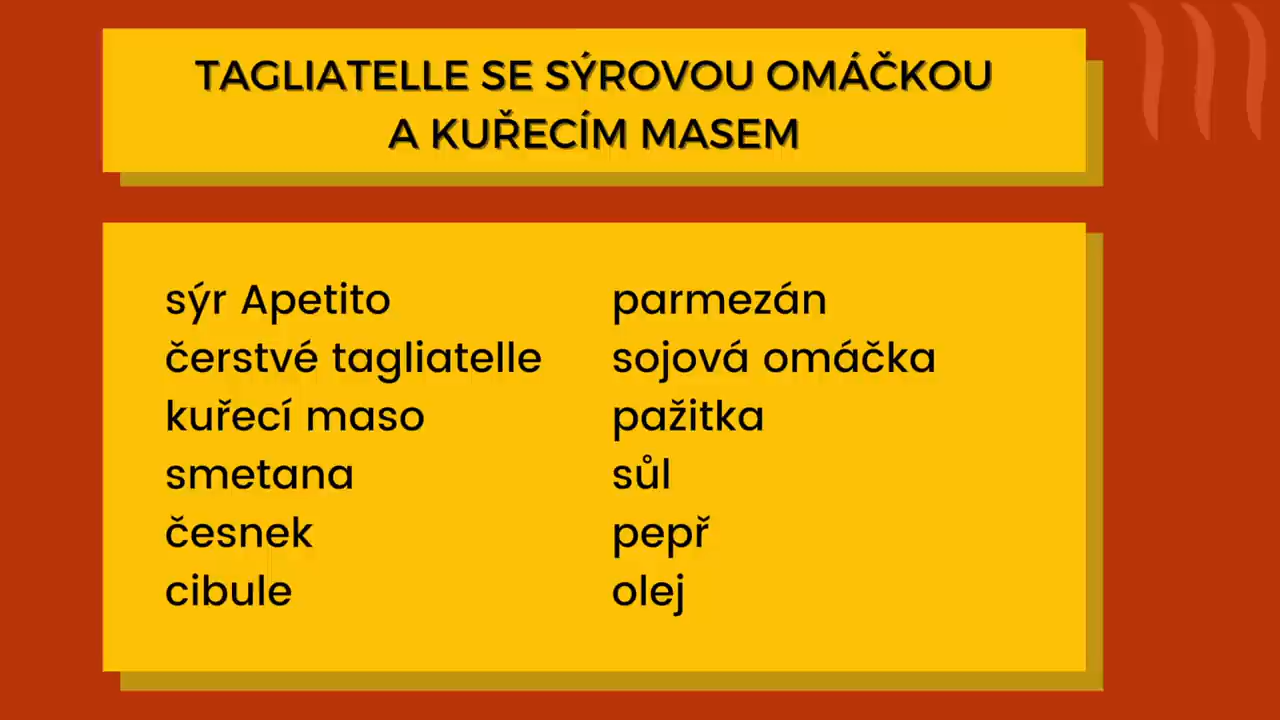 TAGLIATELLE SE SÝROVOU OMÁČKOU
A KUŘECÍM MASEM
sýr Apetito
čerstvé tagliatelle
kuřecí maso
smetana
česnek
cibule
parmezán
sojová omáčka
pažitka
sůl
pepř
olej